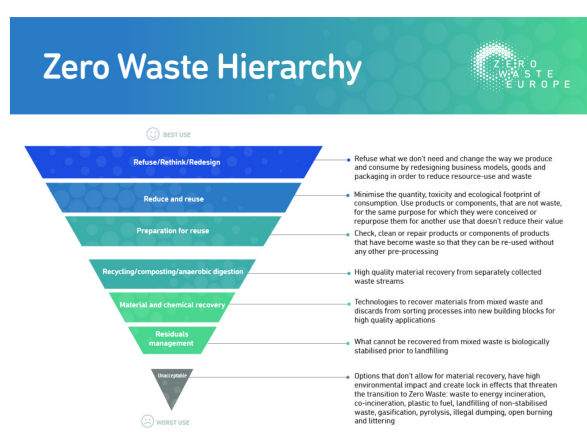 Zero Waste Hierarchy
ZERO
WASTE
EUROPE
BEST USE
Refuse/Rethink/Redesign
Refuse what we don't need and change the way we produce
and consume by redesigning business models, goods and
packaging in order to reduce resource-use and waste
Reduce and reuse
Minimise the quantity, toxicity and ecological footprint of
consumption. Use products or components, that are not waste,
for the same purpose for which they were conceived or
repurpose them for another use that doesn't reduce their value
Preparation for reuse
Check, clean or repair products or components of products
that have become waste so that they can be re-used without
any other pre-processing
Recycling/composting/anaerobic digestion
High quality material recovery from separately collected
waste streams
Material and chemical recovery
Technologies to recover materials from mixed waste and
discards from sorting processes into new building blocks for
high quality applications
Residuals
management
What cannot be recovered from mixed waste is biologically
stabilised prior to landfilling
Unacceptable
Options that don't allow for material recovery, have high
environmental impact and create lock in effects that threaten
the transition to Zero Waste: waste to energy incineration,
co-incineration, plastic to fuel, landfilling of non-stabilised
waste, gasification, pyrolysis, illegal dumping, open burning
and littering
WORST USE